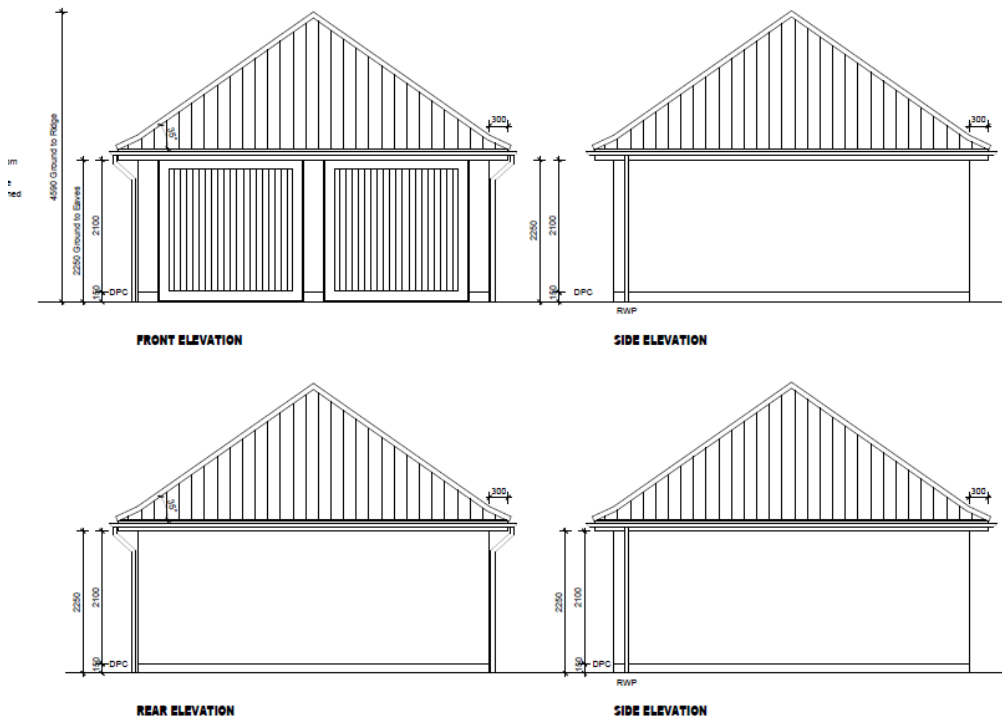 4590 Ground to Ridge
om
ned
2250 Ground to Eaves
2100
150
DPC
35°
300
FRONT ELEVATION
2250
2100
150
DPC
300
RWP
SIDE ELEVATION
2250
2100
150
DPC
35°
300
REAR ELEVATION
2250
2100
150
DPC
300
RWP
SIDE ELEVATION